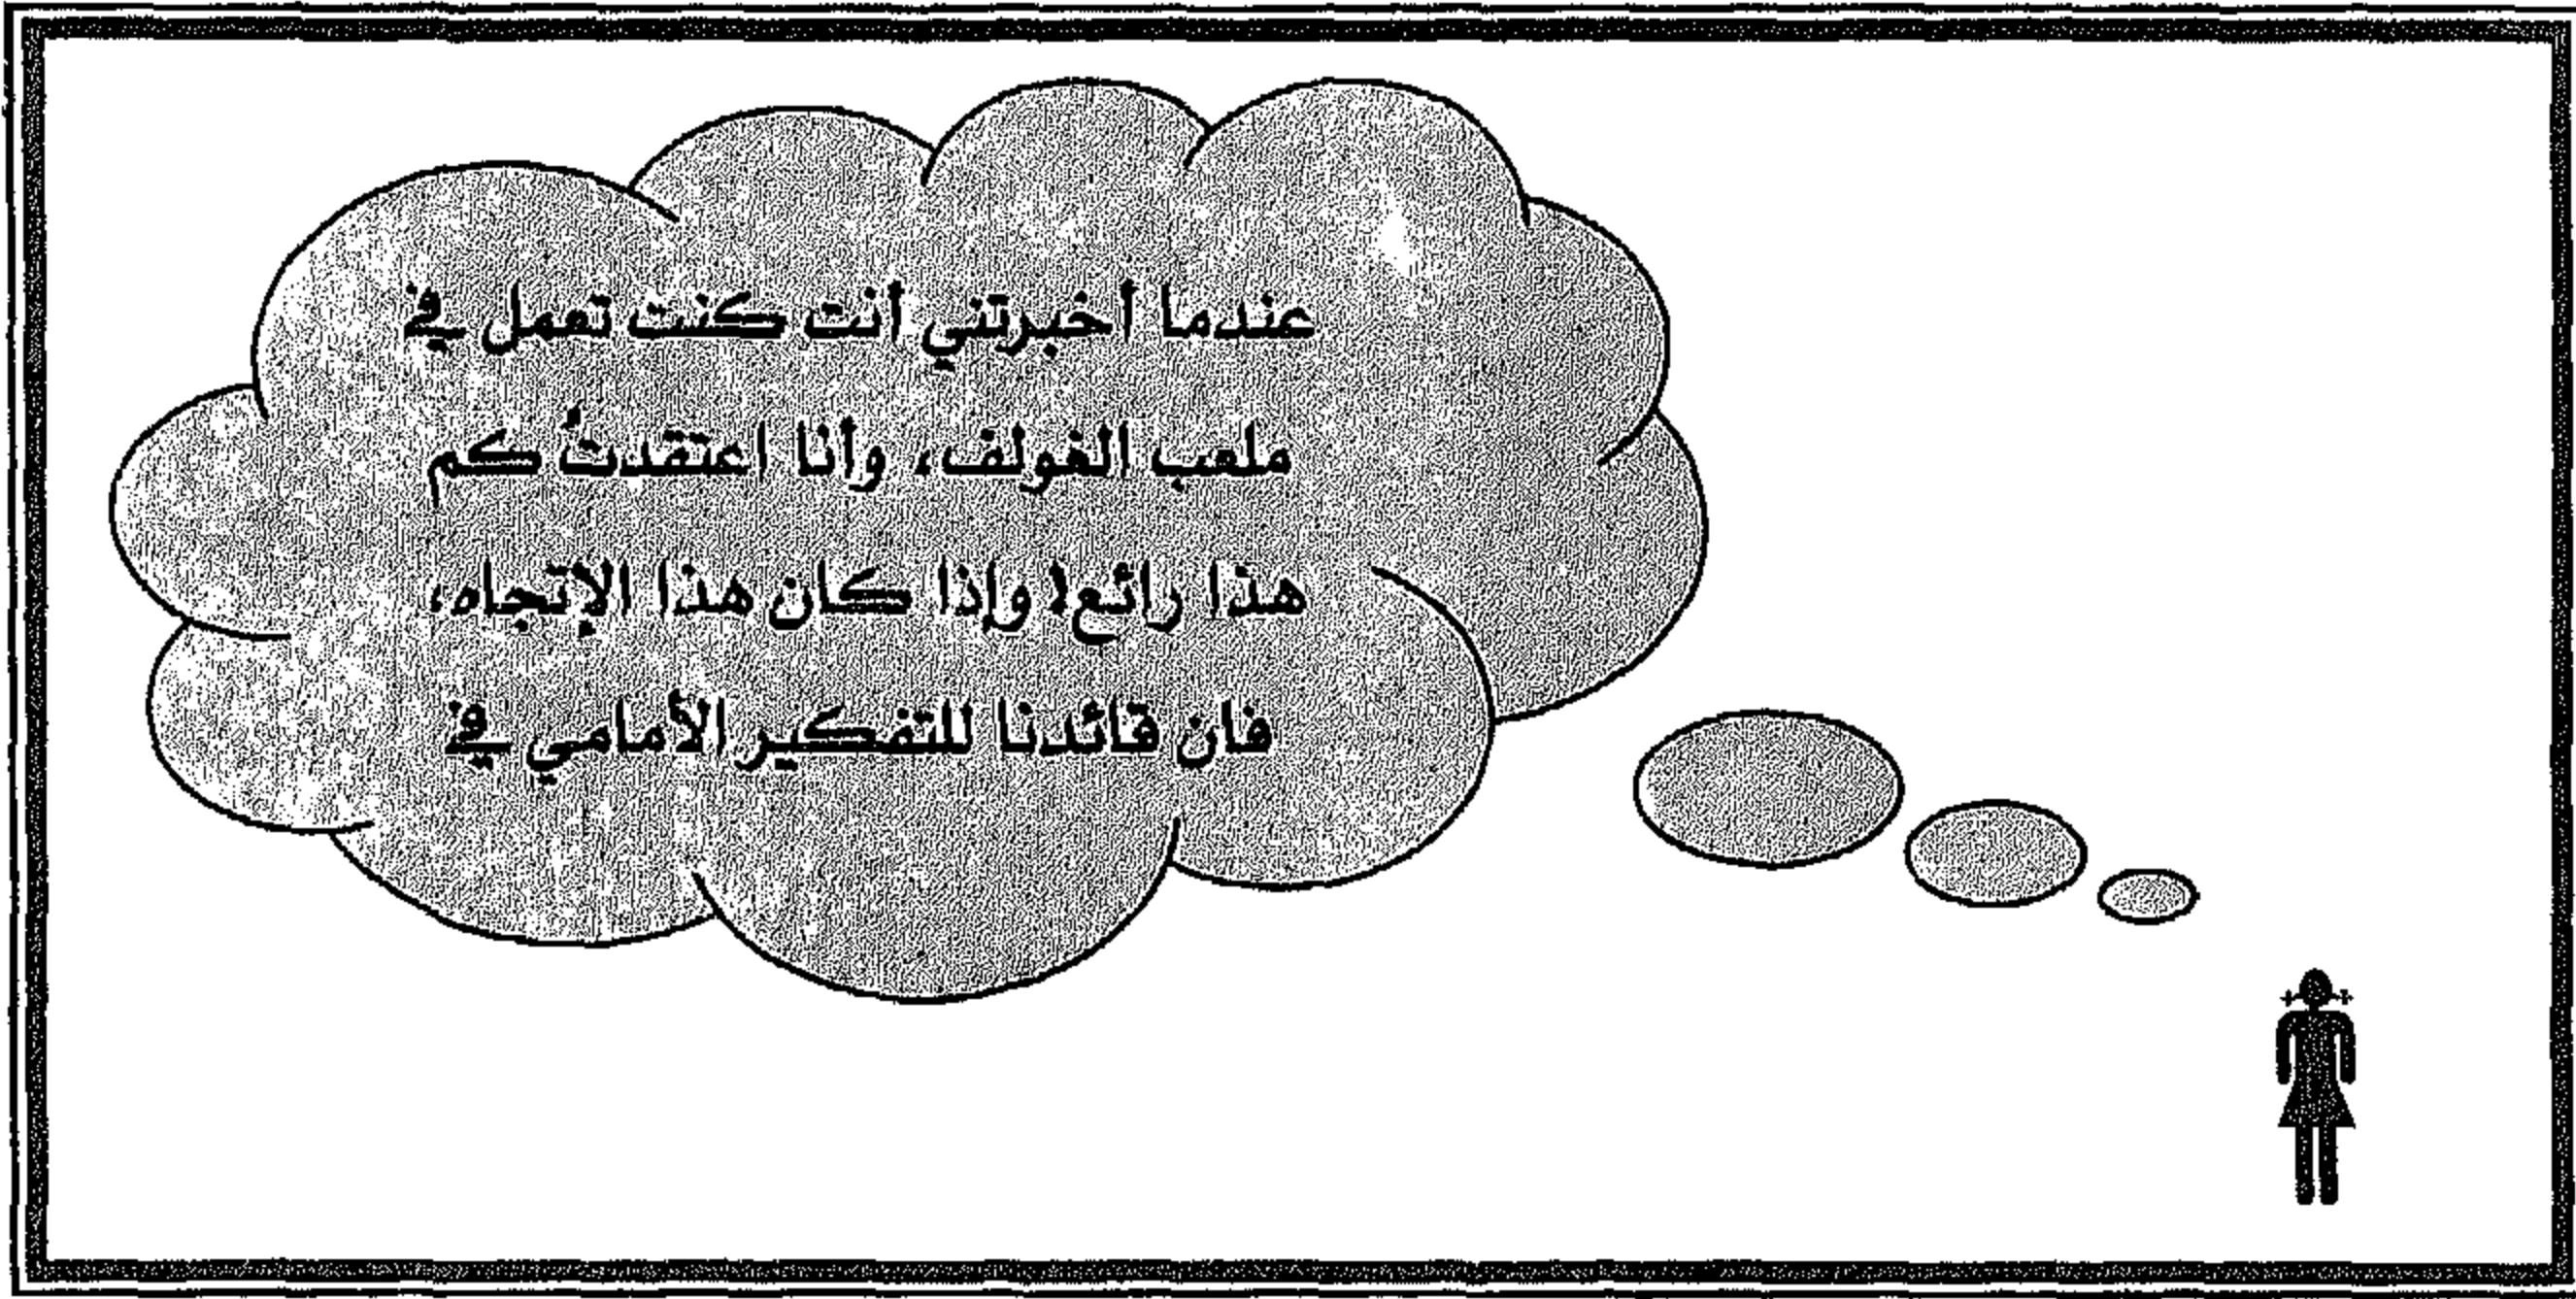 عندما أخبرتني أنت كنت تعمل في
ملعب الغولف، وأنا اعتقدتُ كم
هذا رائع! وإذا كان هذا الإتجاه،
فان قائدنا للتفكير الأمامي في